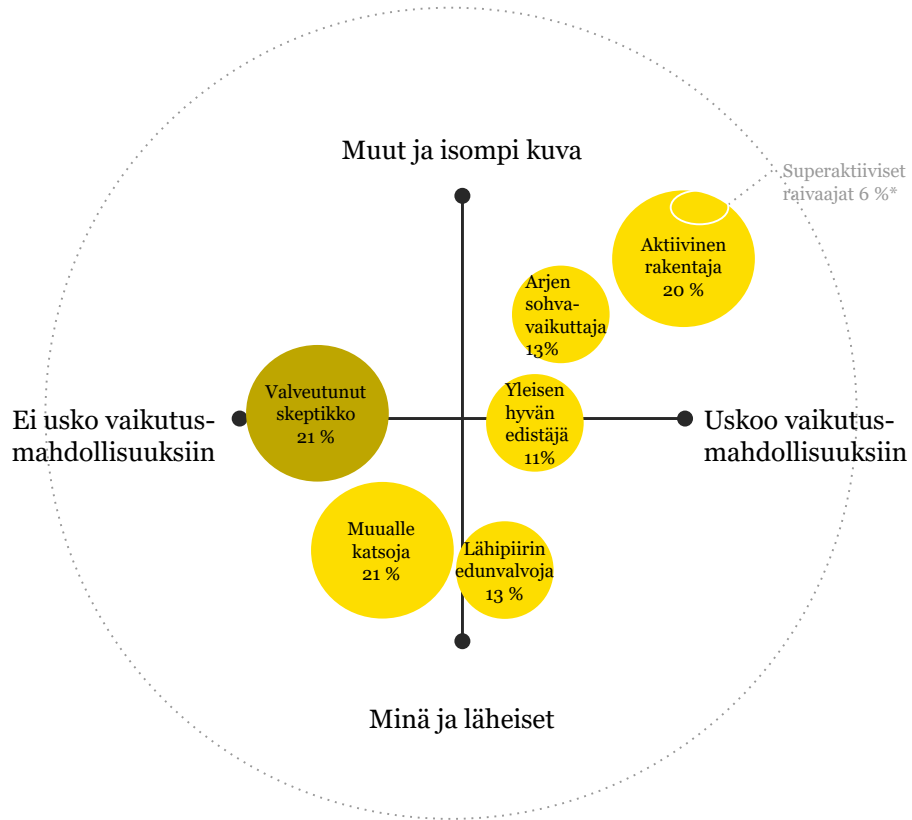 Muut ja isompi kuva
Superaktiiviset
raivaajat 6 %*
Aktiivinen
rakentaja
20 %
Arjen
sohva-
vaikuttaja
13%
Valveutunut
skeptikko
21 %
Yleisen
hyvän
edistäjä
11%
Ei usko vaikutus-
mahdollisuuksiin
Uskoo vaikutus-
mahdollisuuksiin
Muualle
katsoja
21 %
Lähipiirin
edunvalvoja
13 %
Minä ja läheiset